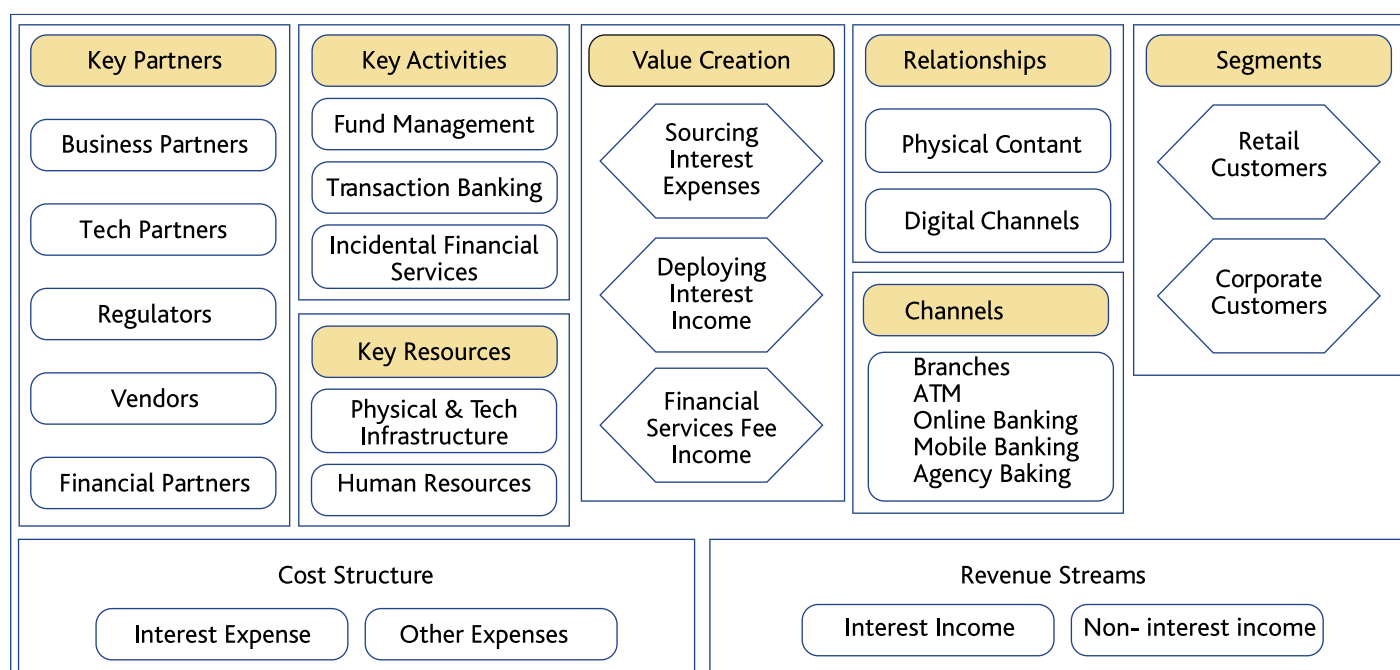 Key Partners
Business Partners
Tech Partners
Regulators
Vendors
Financial Partners
Key Activities
Fund Management
Transaction Banking
Incidental Financial
Services
Key Resources
Physical & Tech
Infrastructure
Human Resources
Value Creation
Sourcing
Interest
Expenses
Deploying
Interest
Income
Financial
Services Fee
Income
Relationships
Physical Contant
Digital Channels
Channels
Branches
ATM
Online Banking
Mobile Banking
Agency Baking
Segments
Retail
Customers
Corporate
Customers
Cost Structure
Interest Expense
Other Expenses
Revenue Streams
Interest Income
Non- interest income